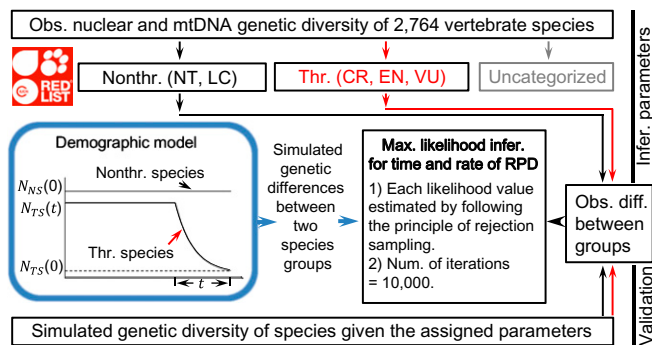 Obs. nuclear and mtDNA genetic diversity of 2,764 vertebrate species
RED
LIST
Nonthr. (NT, LC)
Thr. (CR, EN, VU)
Uncategorized
Infer. parameters
Demographic model
N_NS(0)
Nonthr. species
N_TS(t)
Thr. species
N_TS(0)
t
Simulated
genetic
differences
between
two
species
groups
Max. likelihood infer.
for time and rate of RPD
1) Each likelihood value
estimated by following
the principle of rejection
sampling.
2) Num. of iterations
= 10,000.
Obs. diff.
between
groups
Validation
Simulated genetic diversity of species given the assigned parameters